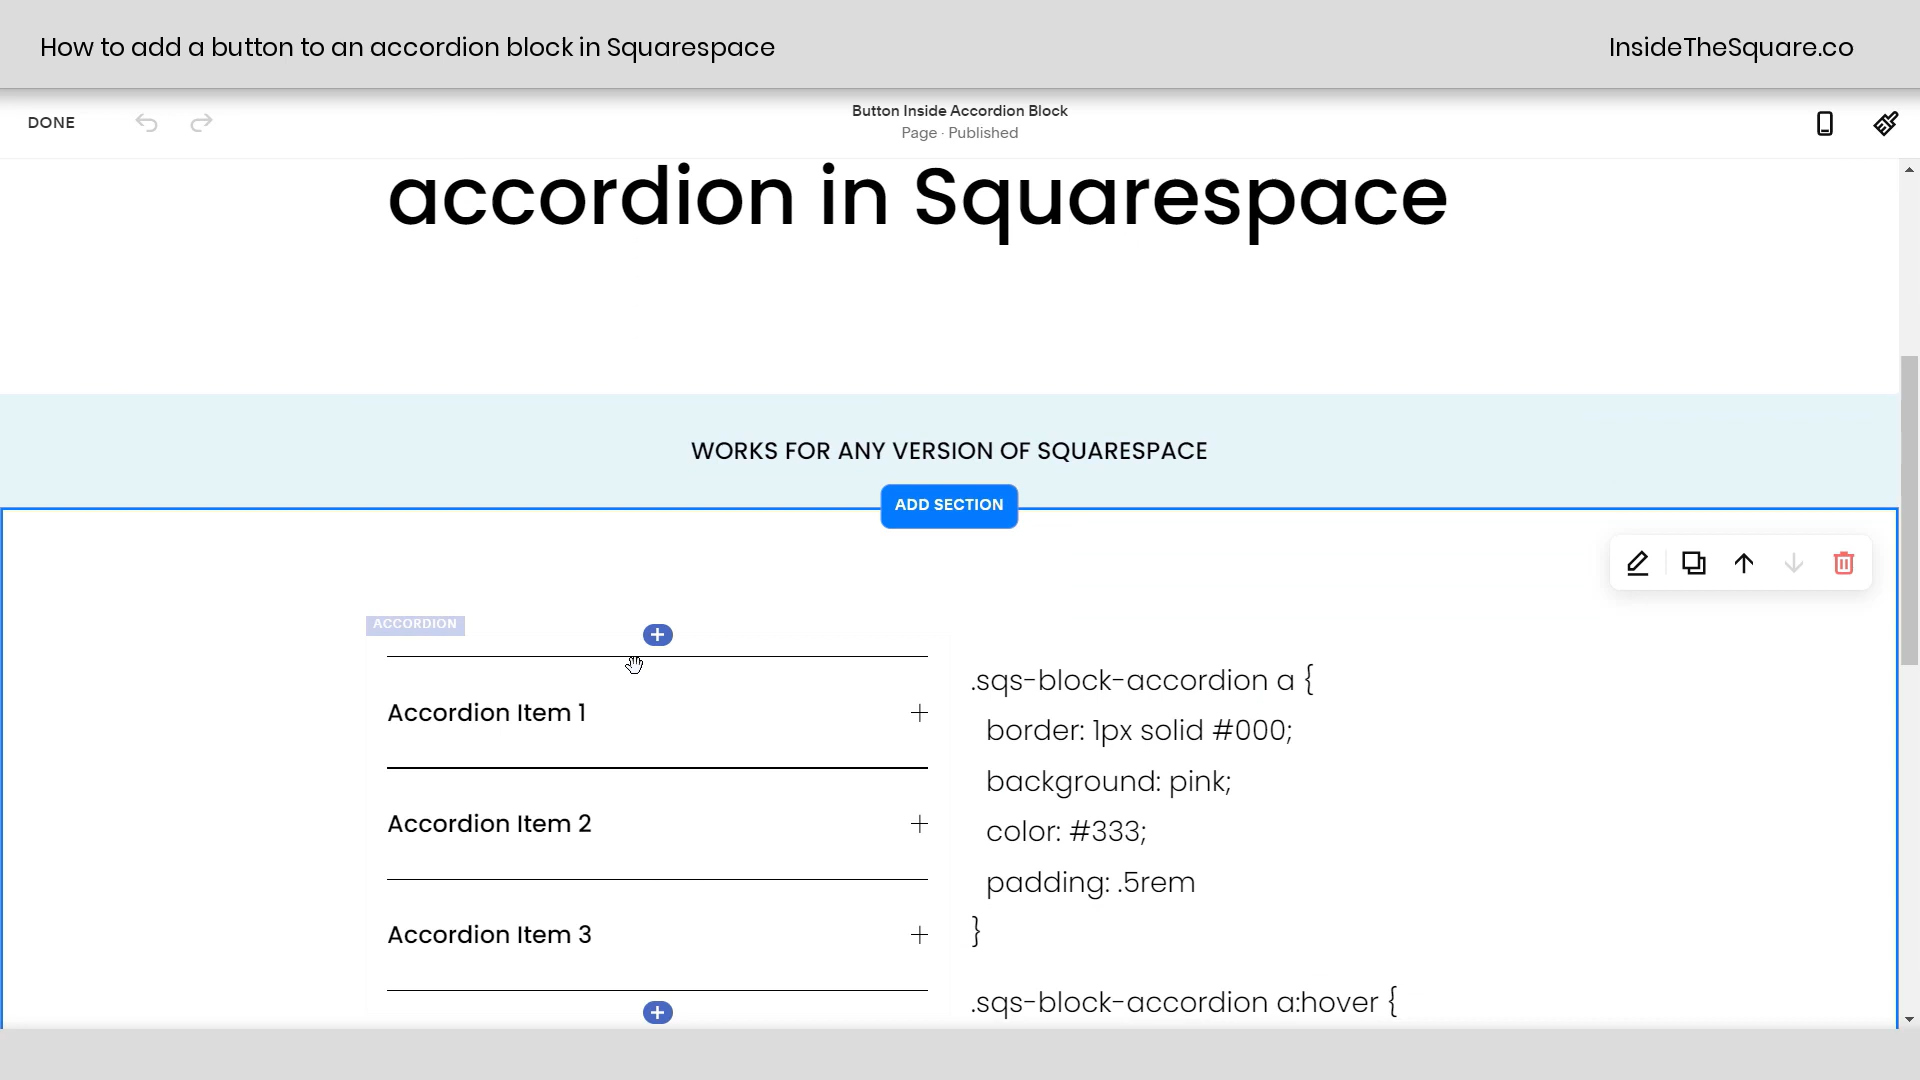 How to add a button to an accordion block in Squarespace
InsideTheSquare.co
DONE
Button Inside Accordion Block
Page · Published
accordion in Squarespace
WORKS FOR ANY VERSION OF SQUARESPACE
ADD SECTION
ACCORDION
Accordion Item 1
Accordion Item 2
Accordion Item 3
.sqs-block-accordion a {
border: 1px solid #000;
background: pink;
color: #333;
padding: .5rem
}
.sqs-block-accordion a:hover {